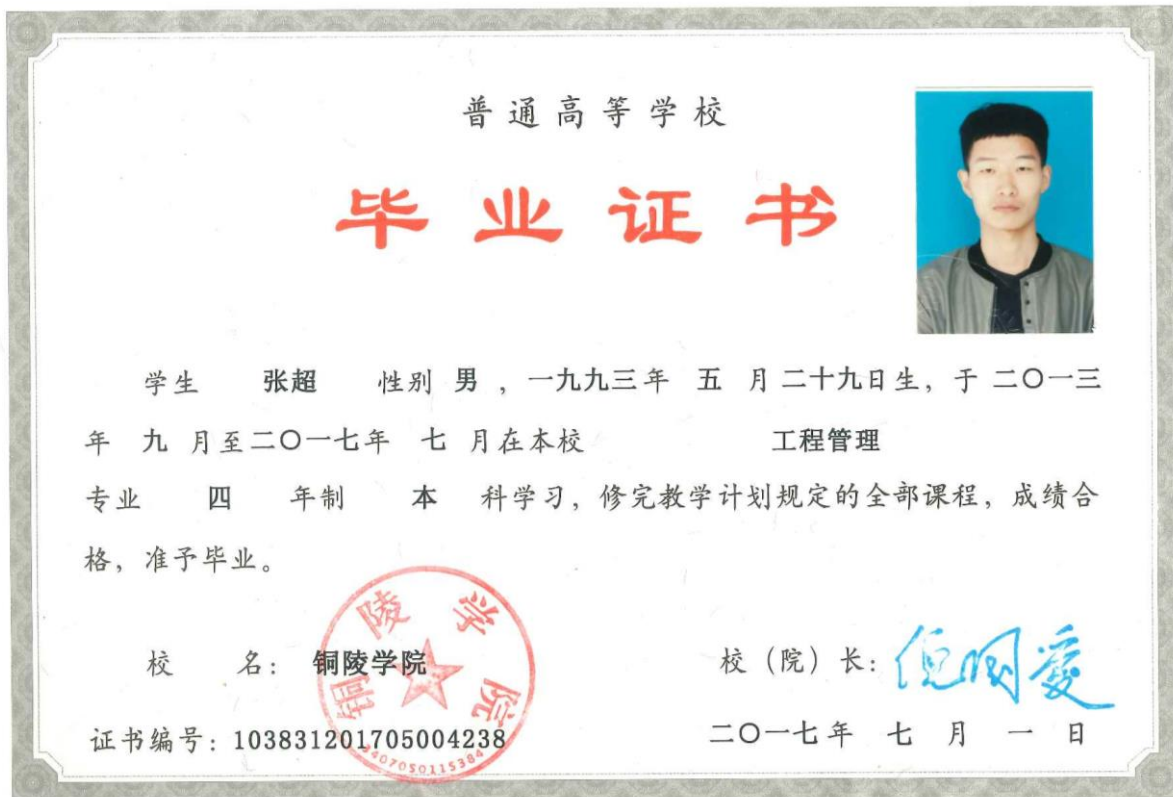 普通高等学校
毕业证书
学生 张超 性别 男 ，一九九三年 五 月二十九日生，于二〇一三
年 九 月至二〇一七年 七 月在本校 工程管理
专业 四 年制 本 科学习，修完教学计划规定的全部课程，成绩合
格，准予毕业。
铜陵学院
校 名： 铜陵学院
校（院）长：倪国爱
证书编号：103831201705004238
3407050115384
二〇一七年 七 月 一 日